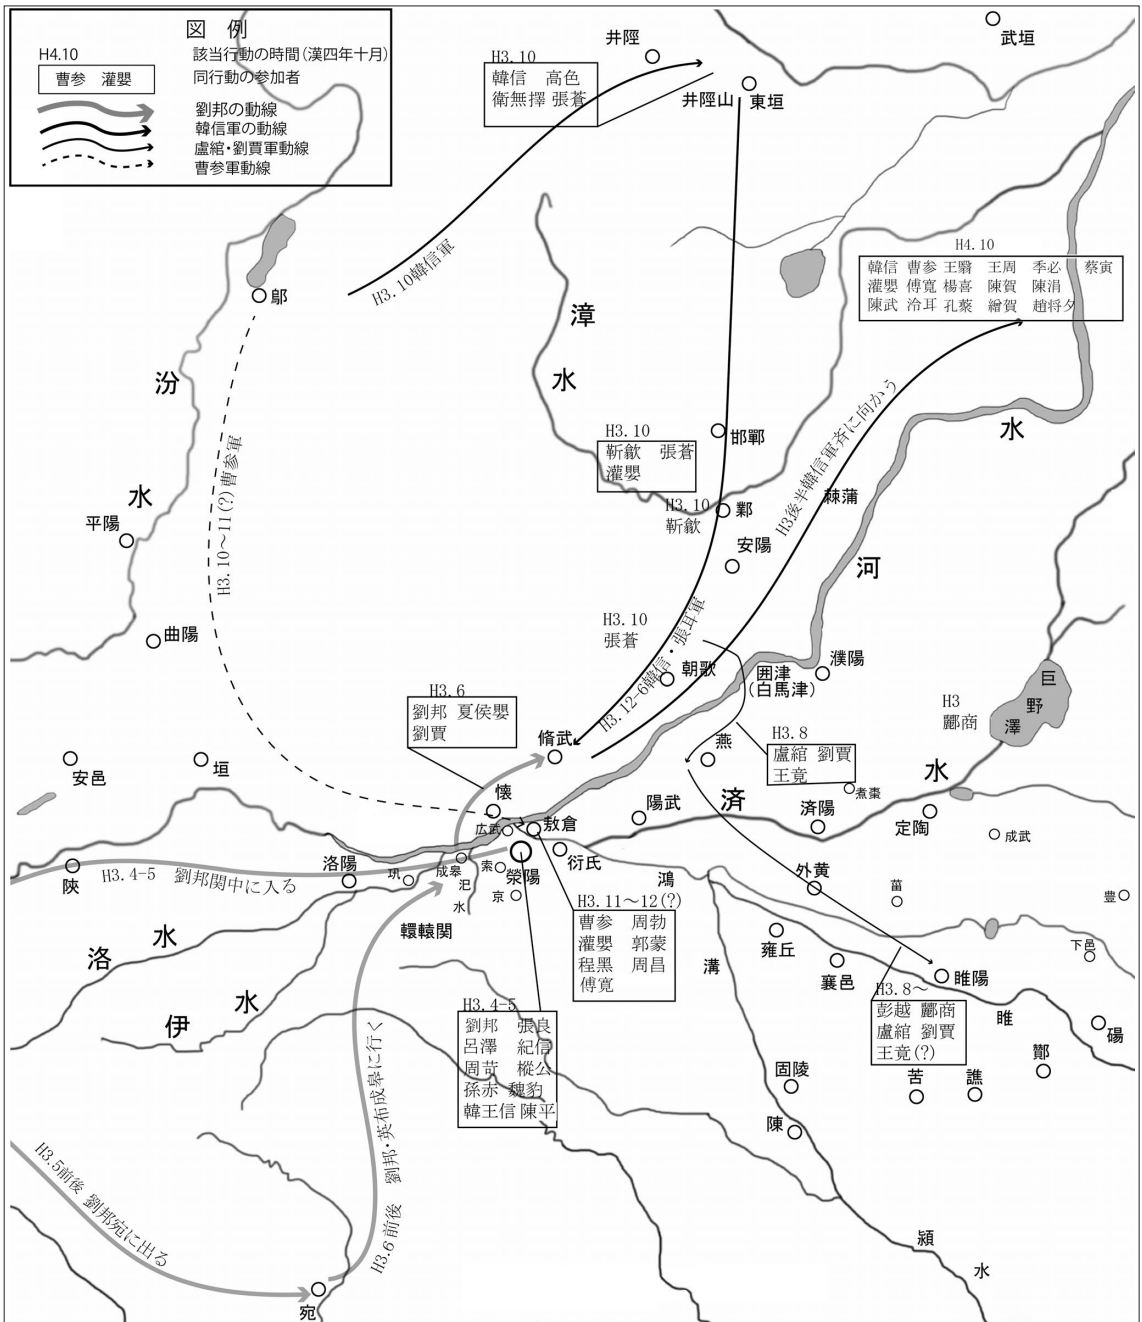 図 例
H4.10
該当行動の時間(漢四年十月)
曹参 灌嬰
同行動の参加者
劉邦の動線
韓信軍の動線
盧綰・劉賈軍動線
曹参軍動線
井陘
武垣
H3.10
韓信 高色
衛無擇 張蒼
井陘山
東垣
H3.10韓信軍
鄔
漳
水
H4.10
韓信 曹参 王翳 王周 季必 蔡寅
灌嬰 傅寛 楊喜 陳賀 陳涓
陳武 泠耳 孔藂 繒賀 趙将夕
汾
水
水
H3.10
靳歙 張蒼
灌嬰
邯鄲
H3.10
靳歙
鄴
安陽
棘蒲
H3後半韓信軍斉に向かう
河
平陽
H3.10~11(?)曹参軍
曲陽
H3.10
張蒼
H3.12-6韓信・張耳軍
朝歌
囲津
(白馬津)
濮陽
巨
野
澤
H3
酈商
H3.6
劉邦 夏侯嬰
劉賈
脩武
燕
H3.8
盧綰 劉賈
王竟
煮棗
安邑
垣
懐
広武
敖倉
陽武
済
水
済陽
定陶
成武
陝
H3.4-5 劉邦関中に入る
洛陽
巩
成皋
索
滎陽
衍氏
汜
水
京
鴻
溝
外黄
苗
豊
轘轅関
洛
水
伊
水
H3.11~12(?)
曹参 周勃
灌嬰 郭蒙
程黑 周昌
傅寛
雍丘
襄邑
睢陽
下邑
睢
碭
H3.4-5
劉邦 張良
呂澤 紀信
周苛 樅公
孫赤 魏豹
韓王信 陳平
H3.8~
彭越 酈商
盧綰 劉賈
王竟(?)
固陵
陳
苦
譙
酇
H3.5前後 劉邦宛に出る
H3.6前後 劉邦・英布成皋に行く
宛
潁
水